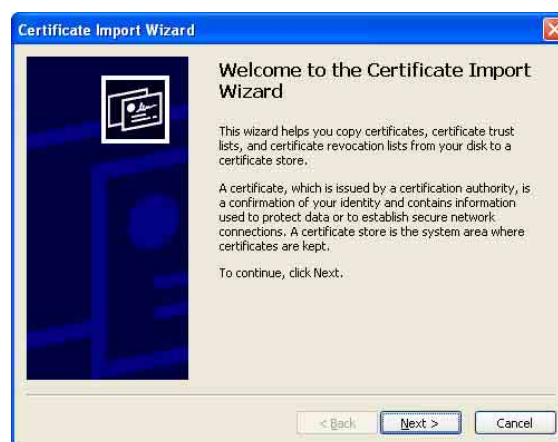 Certificate Import Wizard
Welcome to the Certificate Import
Wizard
This wizard helps you copy certificates, certificate trust
lists, and certificate revocation lists from your disk to a
certificate store.
A certificate, which is issued by a certification authority, is
a confirmation of your identity and contains information
used to protect data or to establish secure network
connections. A certificate store is the system area where
certificates are kept.
To continue, click Next.
< Back
Next >
Cancel